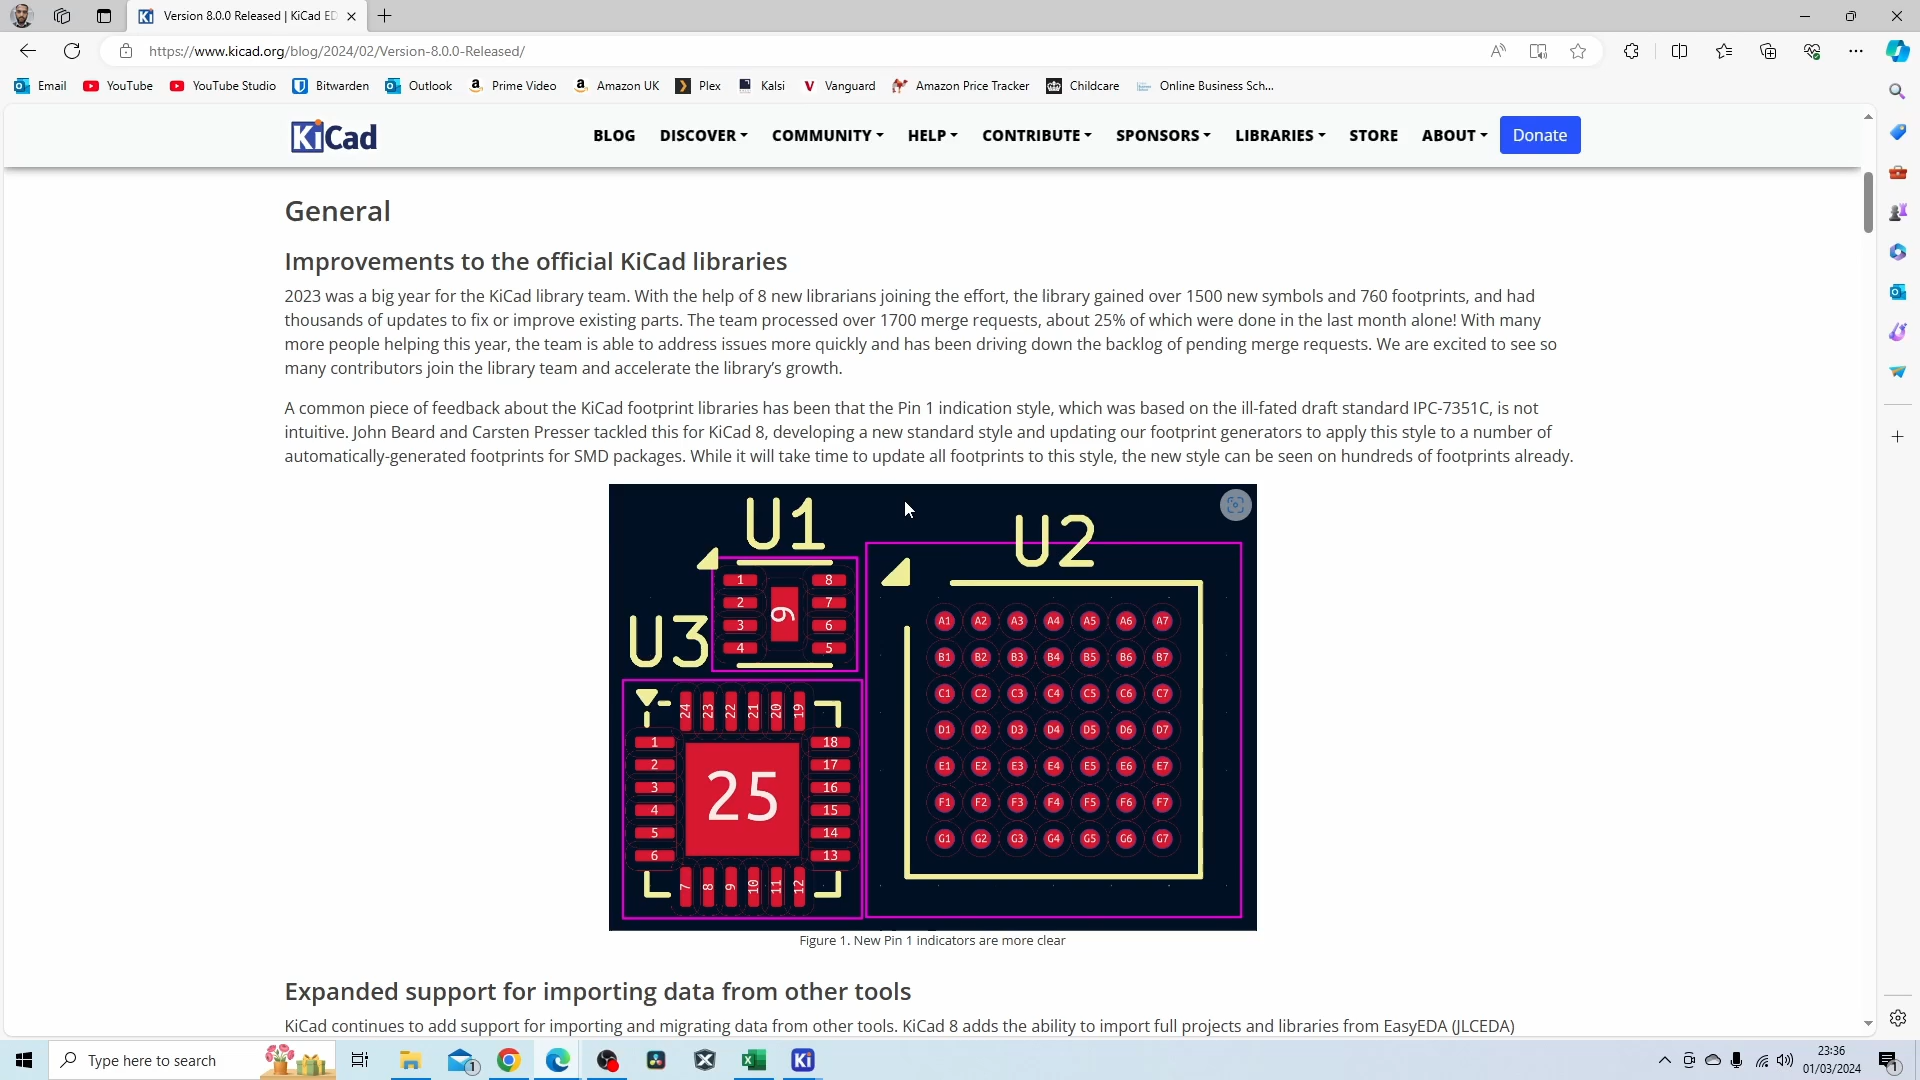 Version 8.0.0 Released | KiCad ED
https://www.kicad.org/blog/2024/02/Version-8.0.0-Released/
Email YouTube YouTube Studio Bitwarden Outlook Prime Video Amazon UK Plex Kalsi Vanguard Amazon Price Tracker Childcare Online Business Sch...
KiCad BLOG DISCOVER COMMUNITY HELP CONTRIBUTE SPONSORS LIBRARIES STORE ABOUT Donate
General
Improvements to the official KiCad libraries
2023 was a big year for the KiCad library team. With the help of 8 new librarians joining the effort, the library gained over 1500 new symbols and 760 footprints, and had
thousands of updates to fix or improve existing parts. The team processed over 1700 merge requests, about 25% of which were done in the last month alone! With many
more people helping this year, the team is able to address issues more quickly and has been driving down the backlog of pending merge requests. We are excited to see so
many contributors join the library team and accelerate the library’s growth.
A common piece of feedback about the KiCad footprint libraries has been that the Pin 1 indication style, which was based on the ill-fated draft standard IPC-7351C, is not
intuitive. John Beard and Carsten Presser tackled this for KiCad 8, developing a new standard style and updating our footprint generators to apply this style to a number of
automatically-generated footprints for SMD packages. While it will take time to update all footprints to this style, the new style can be seen on hundreds of footprints already.
U1
1 8
2 7
3 6
4 5
9
U3
24 23 22 21 20 19
1 18
2 17
3 16
4 15
5 14
6 13
25
7 8 9 10 11 12
U2
A1 A2 A3 A4 A5 A6 A7
B1 B2 B3 B4 B5 B6 B7
C1 C2 C3 C4 C5 C6 C7
D1 D2 D3 D4 D5 D6 D7
E1 E2 E3 E4 E5 E6 E7
F1 F2 F3 F4 F5 F6 F7
G1 G2 G3 G4 G5 G6 G7
Figure 1. New Pin 1 indicators are more clear
Expanded support for importing data from other tools
KiCad continues to add support for importing and migrating data from other tools. KiCad 8 adds the ability to import full projects and libraries from EasyEDA (JLCEDA)
Type here to search
1
Ki
23:36
01/03/2024
1